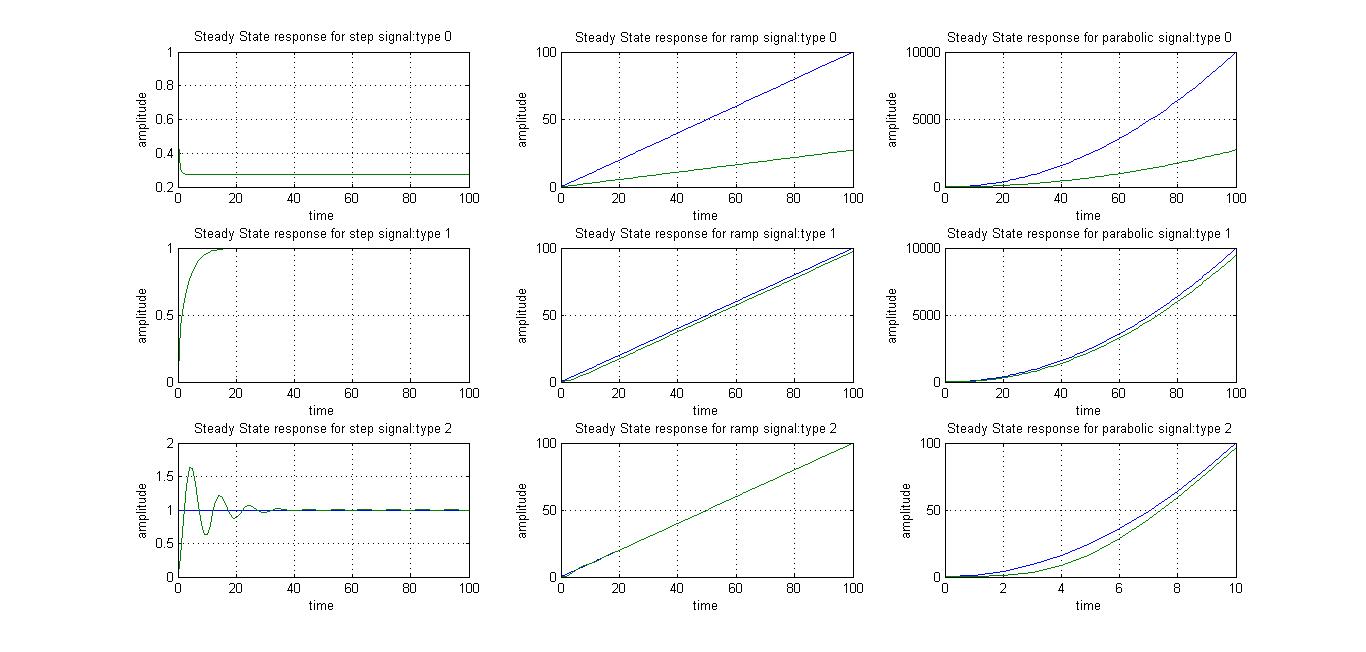 Steady State response for step signal:type 0
Steady State response for ramp signal:type 0
Steady State response for parabolic signal:type 0
1
0.8
0.6
0.4
0.2
amplitude
0 20 40 60 80 100
time
100
50
0
amplitude
0 20 40 60 80 100
time
10000
5000
0
amplitude
0 20 40 60 80 100
time
Steady State response for step signal:type 1
Steady State response for ramp signal:type 1
Steady State response for parabolic signal:type 1
1
0.5
0
amplitude
0 20 40 60 80 100
time
100
50
0
amplitude
0 20 40 60 80 100
time
10000
5000
0
amplitude
0 20 40 60 80 100
time
Steady State response for step signal:type 2
Steady State response for ramp signal:type 2
Steady State response for parabolic signal:type 2
2
1.5
1
0.5
0
amplitude
0 20 40 60 80 100
time
100
50
0
amplitude
0 20 40 60 80 100
time
100
50
0
amplitude
0 2 4 6 8 10
time